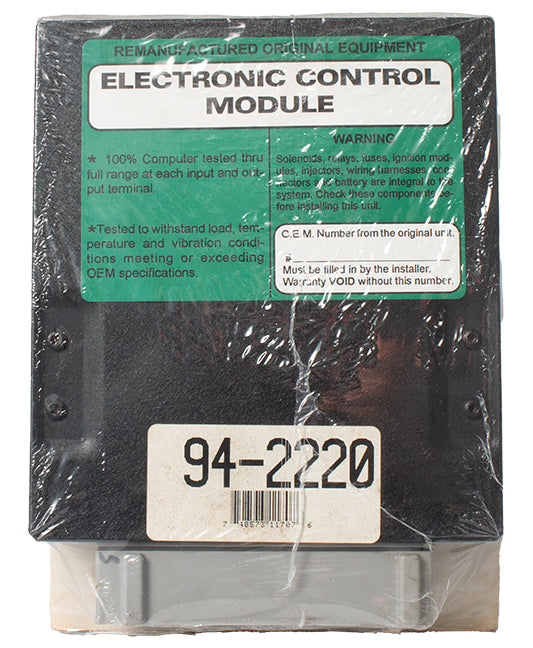 REMANUFACTURED ORIGINAL EQUIPMENT
ELECTRONIC CONTROL
MODULE
* 100% Computer tested thru
full range at each input and out-
put terminal.
*Tested to withstand load, tem-
perature and vibration condi-
tions meeting or exceeding
OEM specifications.
WARNING
Solenoids, relays, fuses, ignition mod-
ules, injectors, wiring harnesses, con-
nectors and battery are integral to the
system. Check these components be-
fore installing this unit.
C.E.M. Number from the original unit.
#
Must be filled in by the installer.
Warranty VOID without this number.
94-2220
7 48573 11707 6